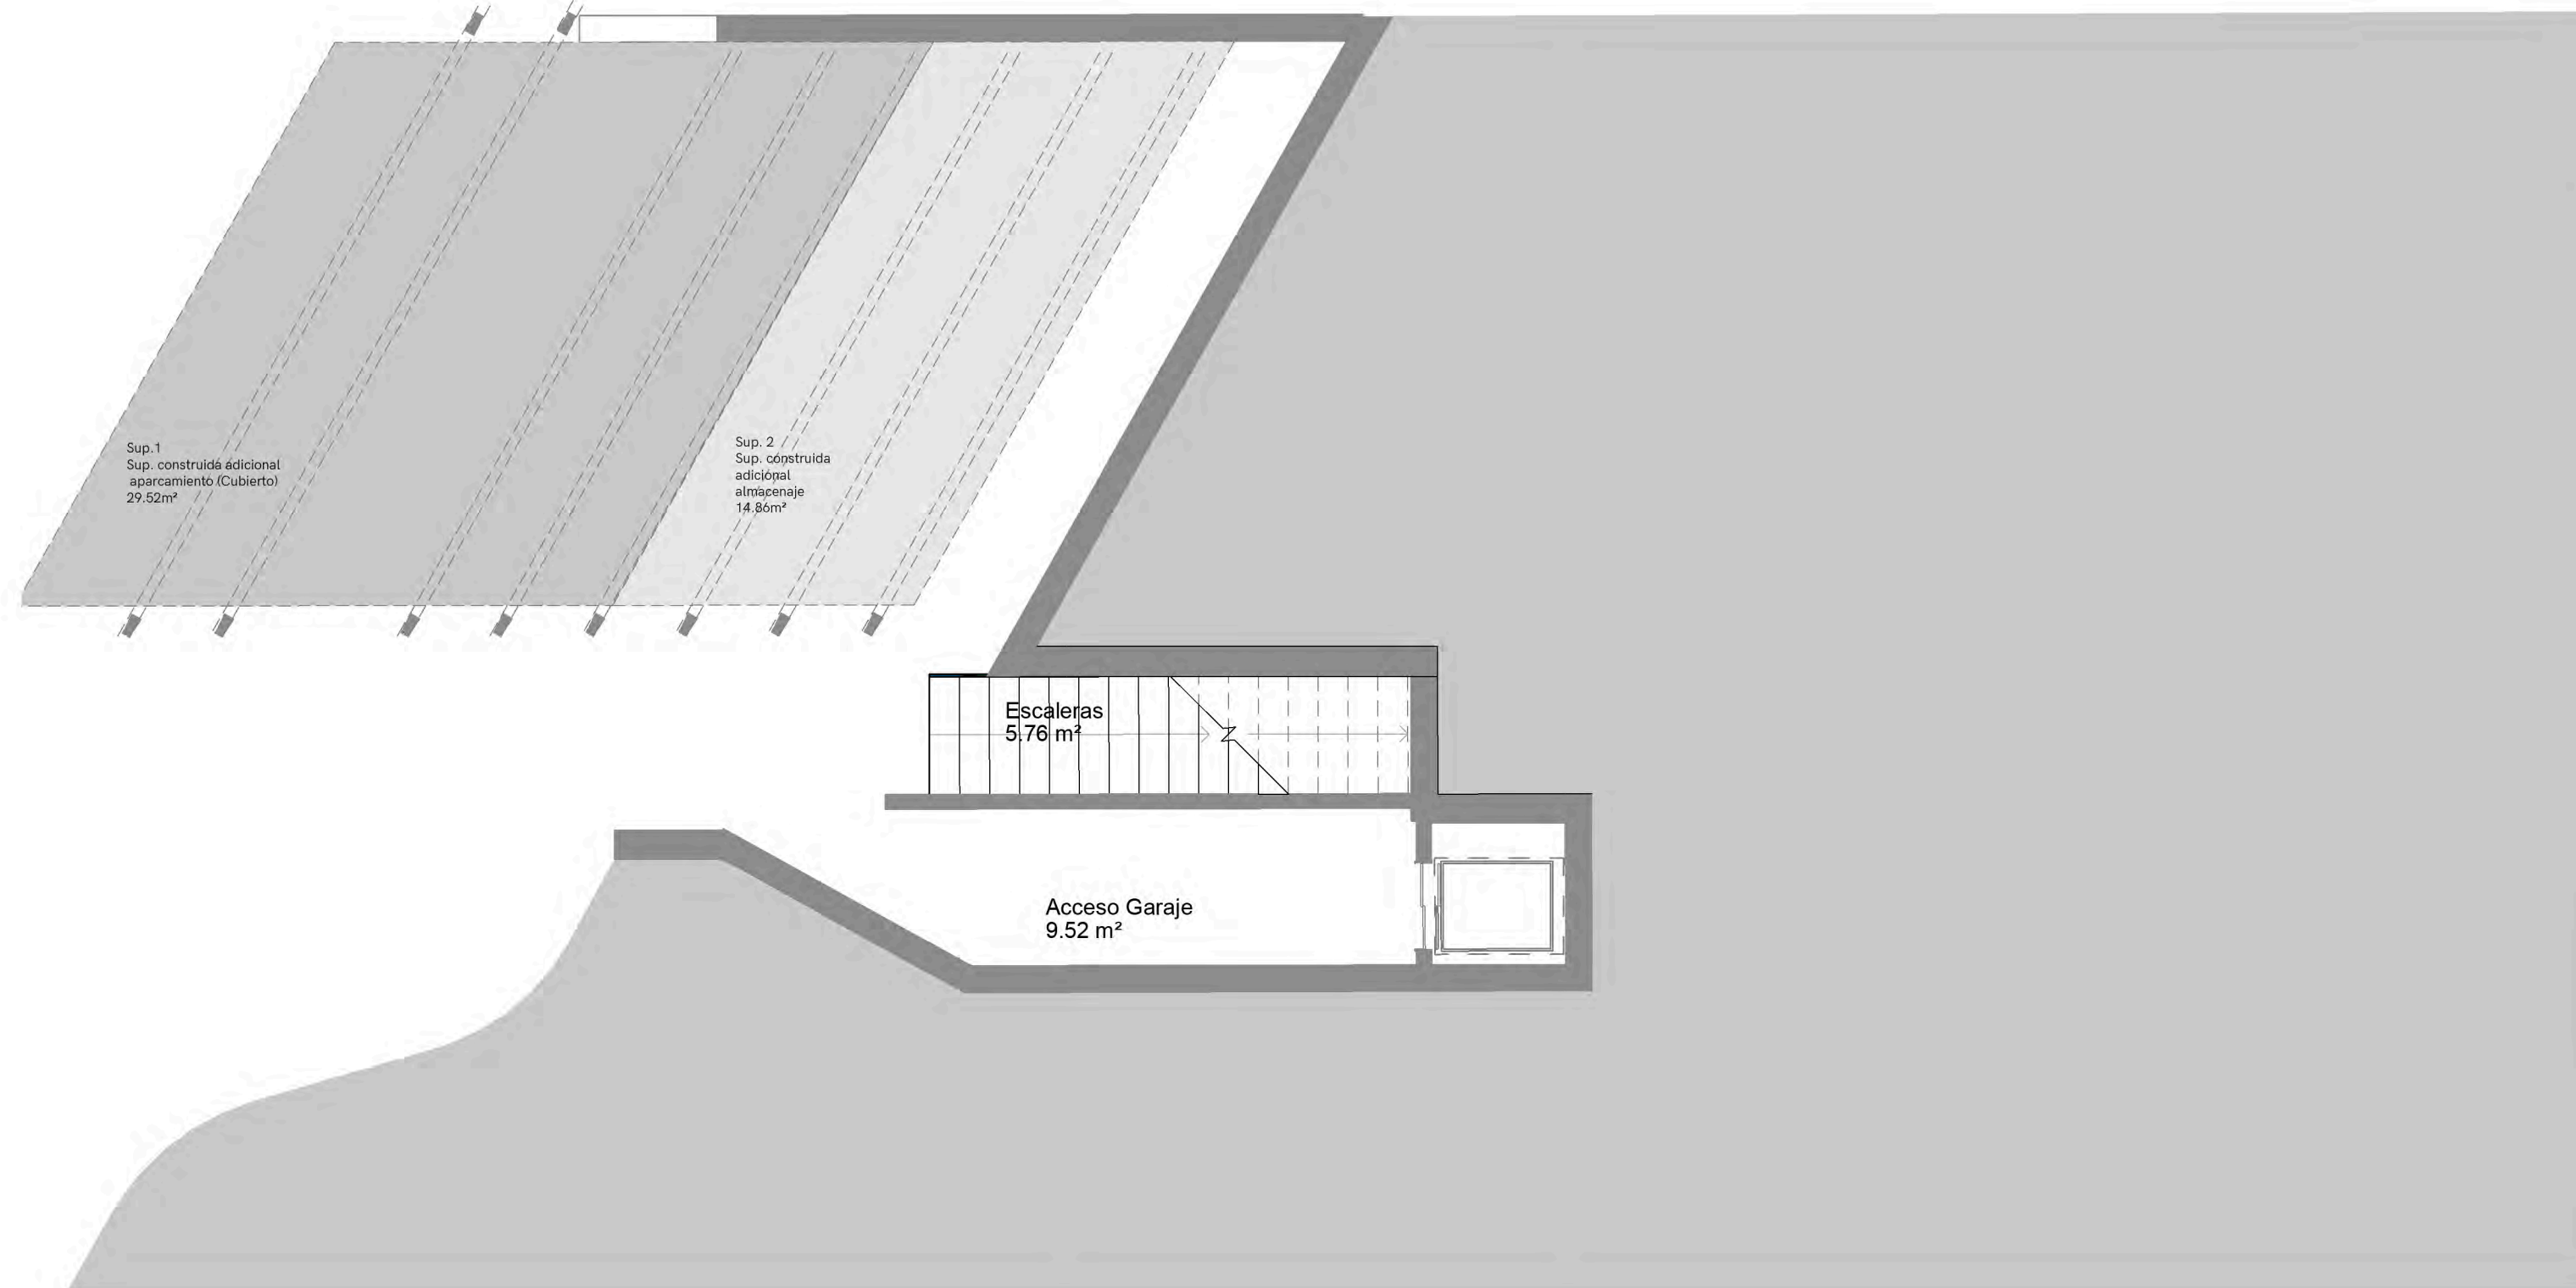 Sup.1
Sup. construida adicional
aparcamiento (Cubierto)
29.52m²
Sup. 2
Sup. construida
adicional
almacenaje
14.86m²
Escaleras
5.76 m²
Acceso Garaje
9.52 m²